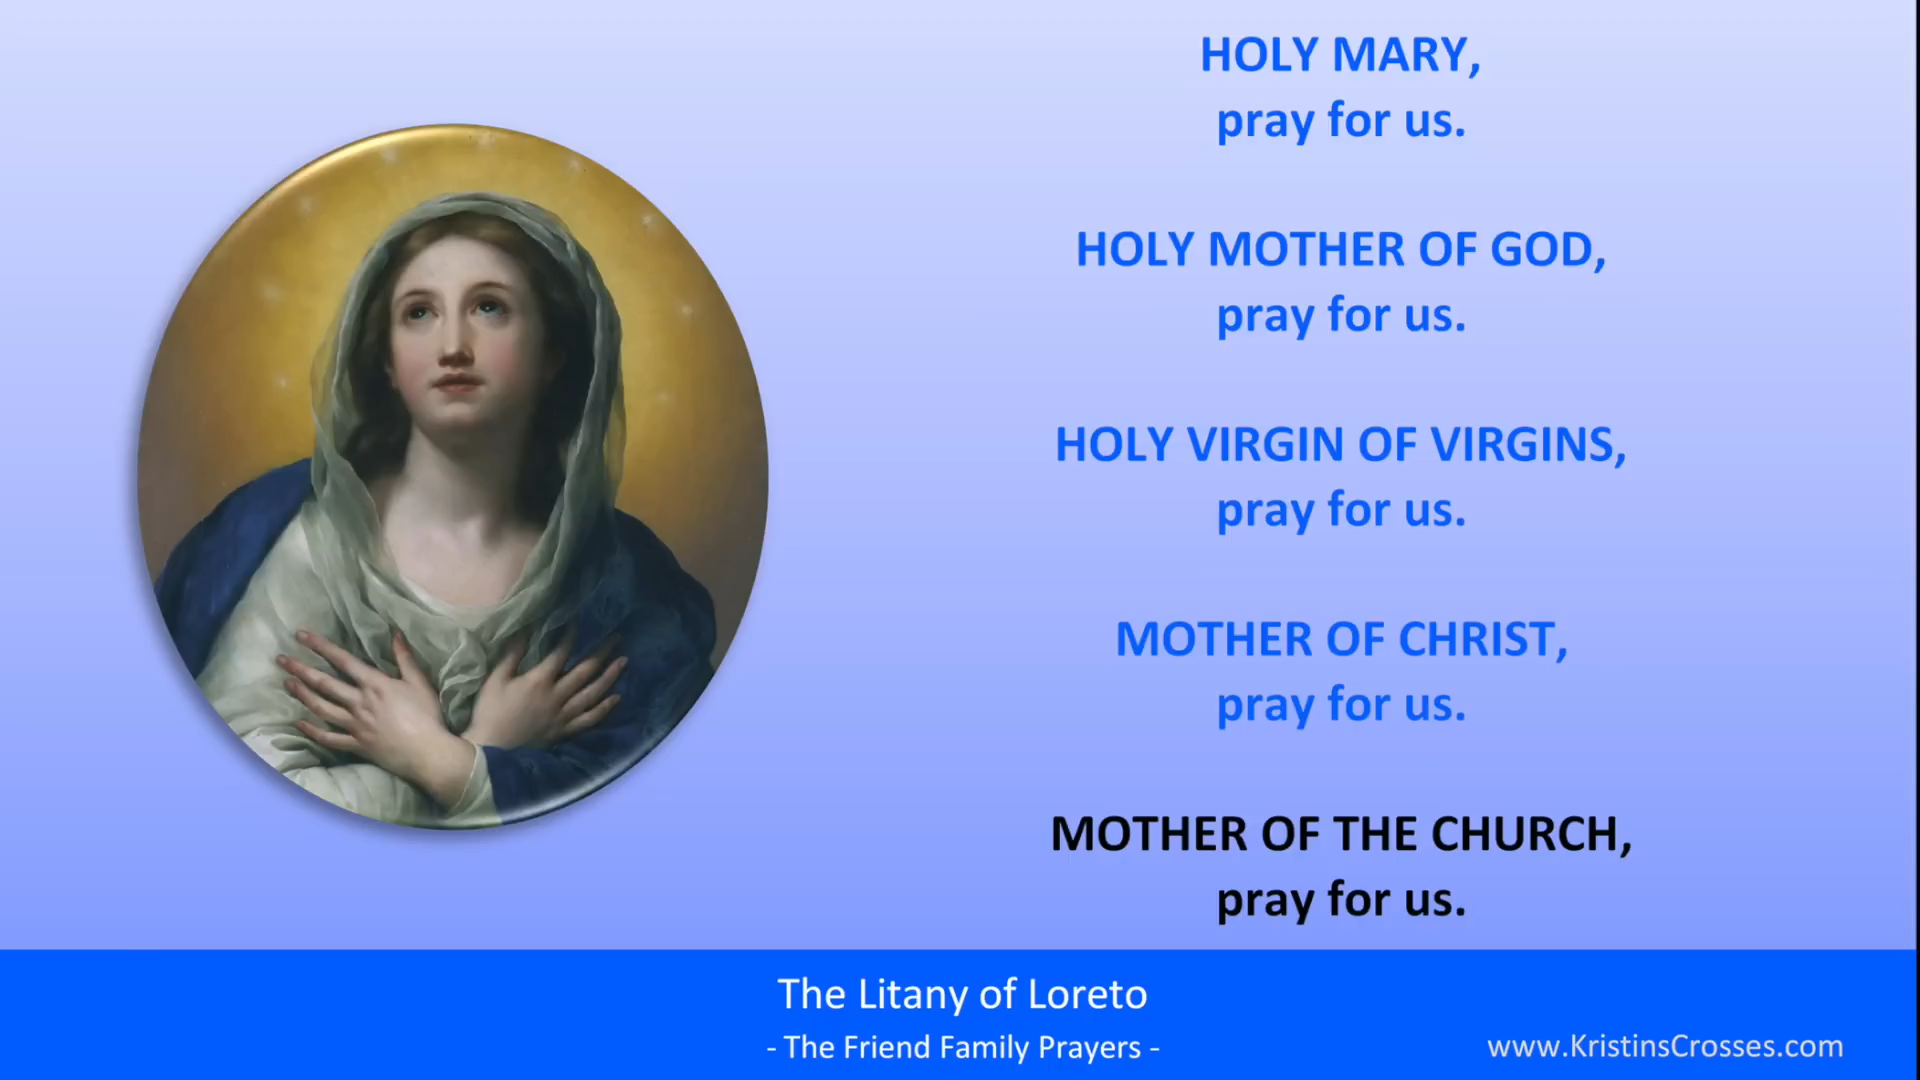 HOLY MARY,
pray for us.
HOLY MOTHER OF GOD,
pray for us.
HOLY VIRGIN OF VIRGINS,
pray for us.
MOTHER OF CHRIST,
pray for us.
MOTHER OF THE CHURCH,
pray for us.
The Litany of Loreto
- The Friend Family Prayers -
www.KristinsCrosses.com